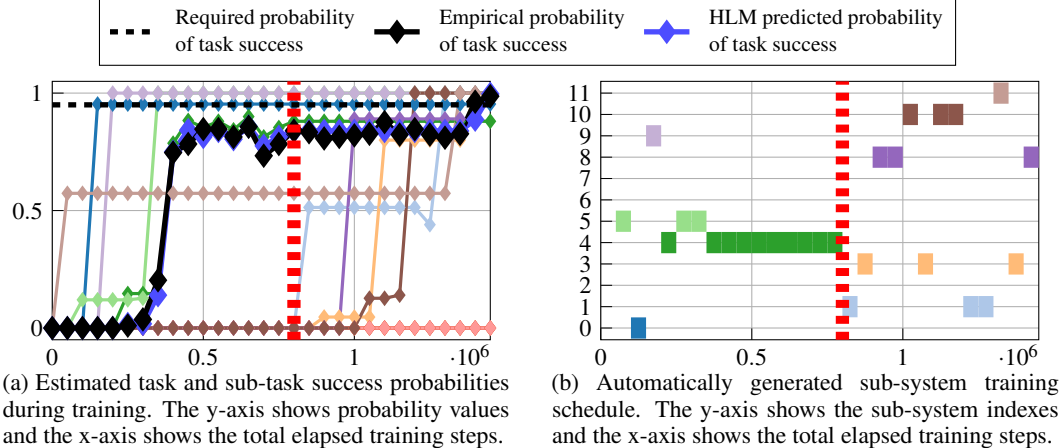 Required probability of task success
Empirical probability of task success
HLM predicted probability of task success
1
0.5
0
0 0.5 1 ·10⁶
11
10
9
8
7
6
5
4
3
2
1
0
0 0.5 1 ·10⁶
(a) Estimated task and sub-task success probabilities
during training. The y-axis shows probability values
and the x-axis shows the total elapsed training steps.
(b) Automatically generated sub-system training
schedule. The y-axis shows the sub-system indexes
and the x-axis shows the total elapsed training steps.